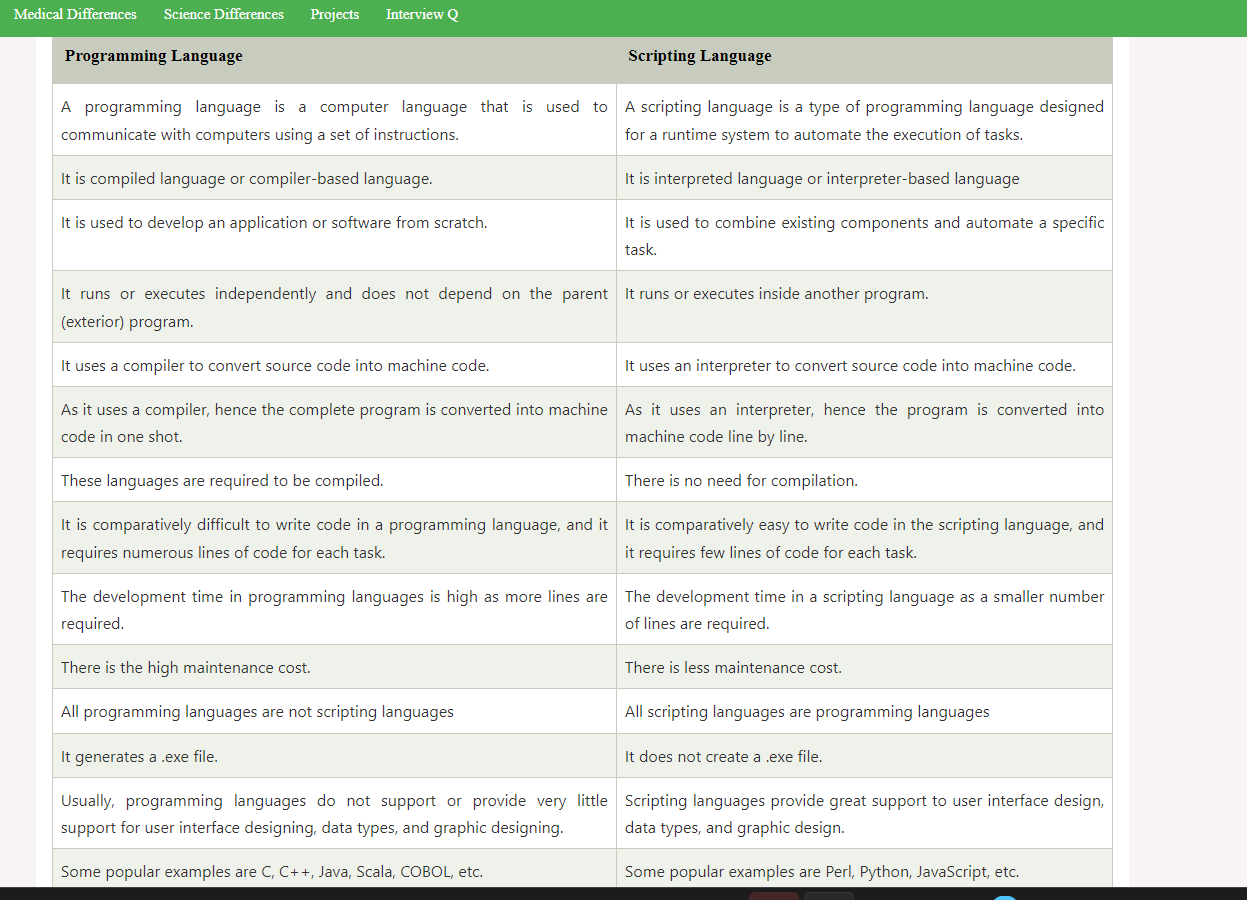 Medical Differences Science Differences Projects Interview Q
Programming Language
Scripting Language
A programming language is a computer language that is used to
communicate with computers using a set of instructions.
A scripting language is a type of programming language designed
for a runtime system to automate the execution of tasks.
It is compiled language or compiler-based language.
It is interpreted language or interpreter-based language
It is used to develop an application or software from scratch.
It is used to combine existing components and automate a specific
task.
It runs or executes independently and does not depend on the parent
(exterior) program.
It runs or executes inside another program.
It uses a compiler to convert source code into machine code.
It uses an interpreter to convert source code into machine code.
As it uses a compiler, hence the complete program is converted into machine
code in one shot.
As it uses an interpreter, hence the program is converted into
machine code line by line.
These languages are required to be compiled.
There is no need for compilation.
It is comparatively difficult to write code in a programming language, and it
requires numerous lines of code for each task.
It is comparatively easy to write code in the scripting language, and
it requires few lines of code for each task.
The development time in programming languages is high as more lines are
required.
The development time in a scripting language as a smaller number
of lines are required.
There is the high maintenance cost.
There is less maintenance cost.
All programming languages are not scripting languages
All scripting languages are programming languages
It generates a .exe file.
It does not create a .exe file.
Usually, programming languages do not support or provide very little
support for user interface designing, data types, and graphic designing.
Scripting languages provide great support to user interface design,
data types, and graphic design.
Some popular examples are C, C++, Java, Scala, COBOL, etc.
Some popular examples are Perl, Python, JavaScript, etc.